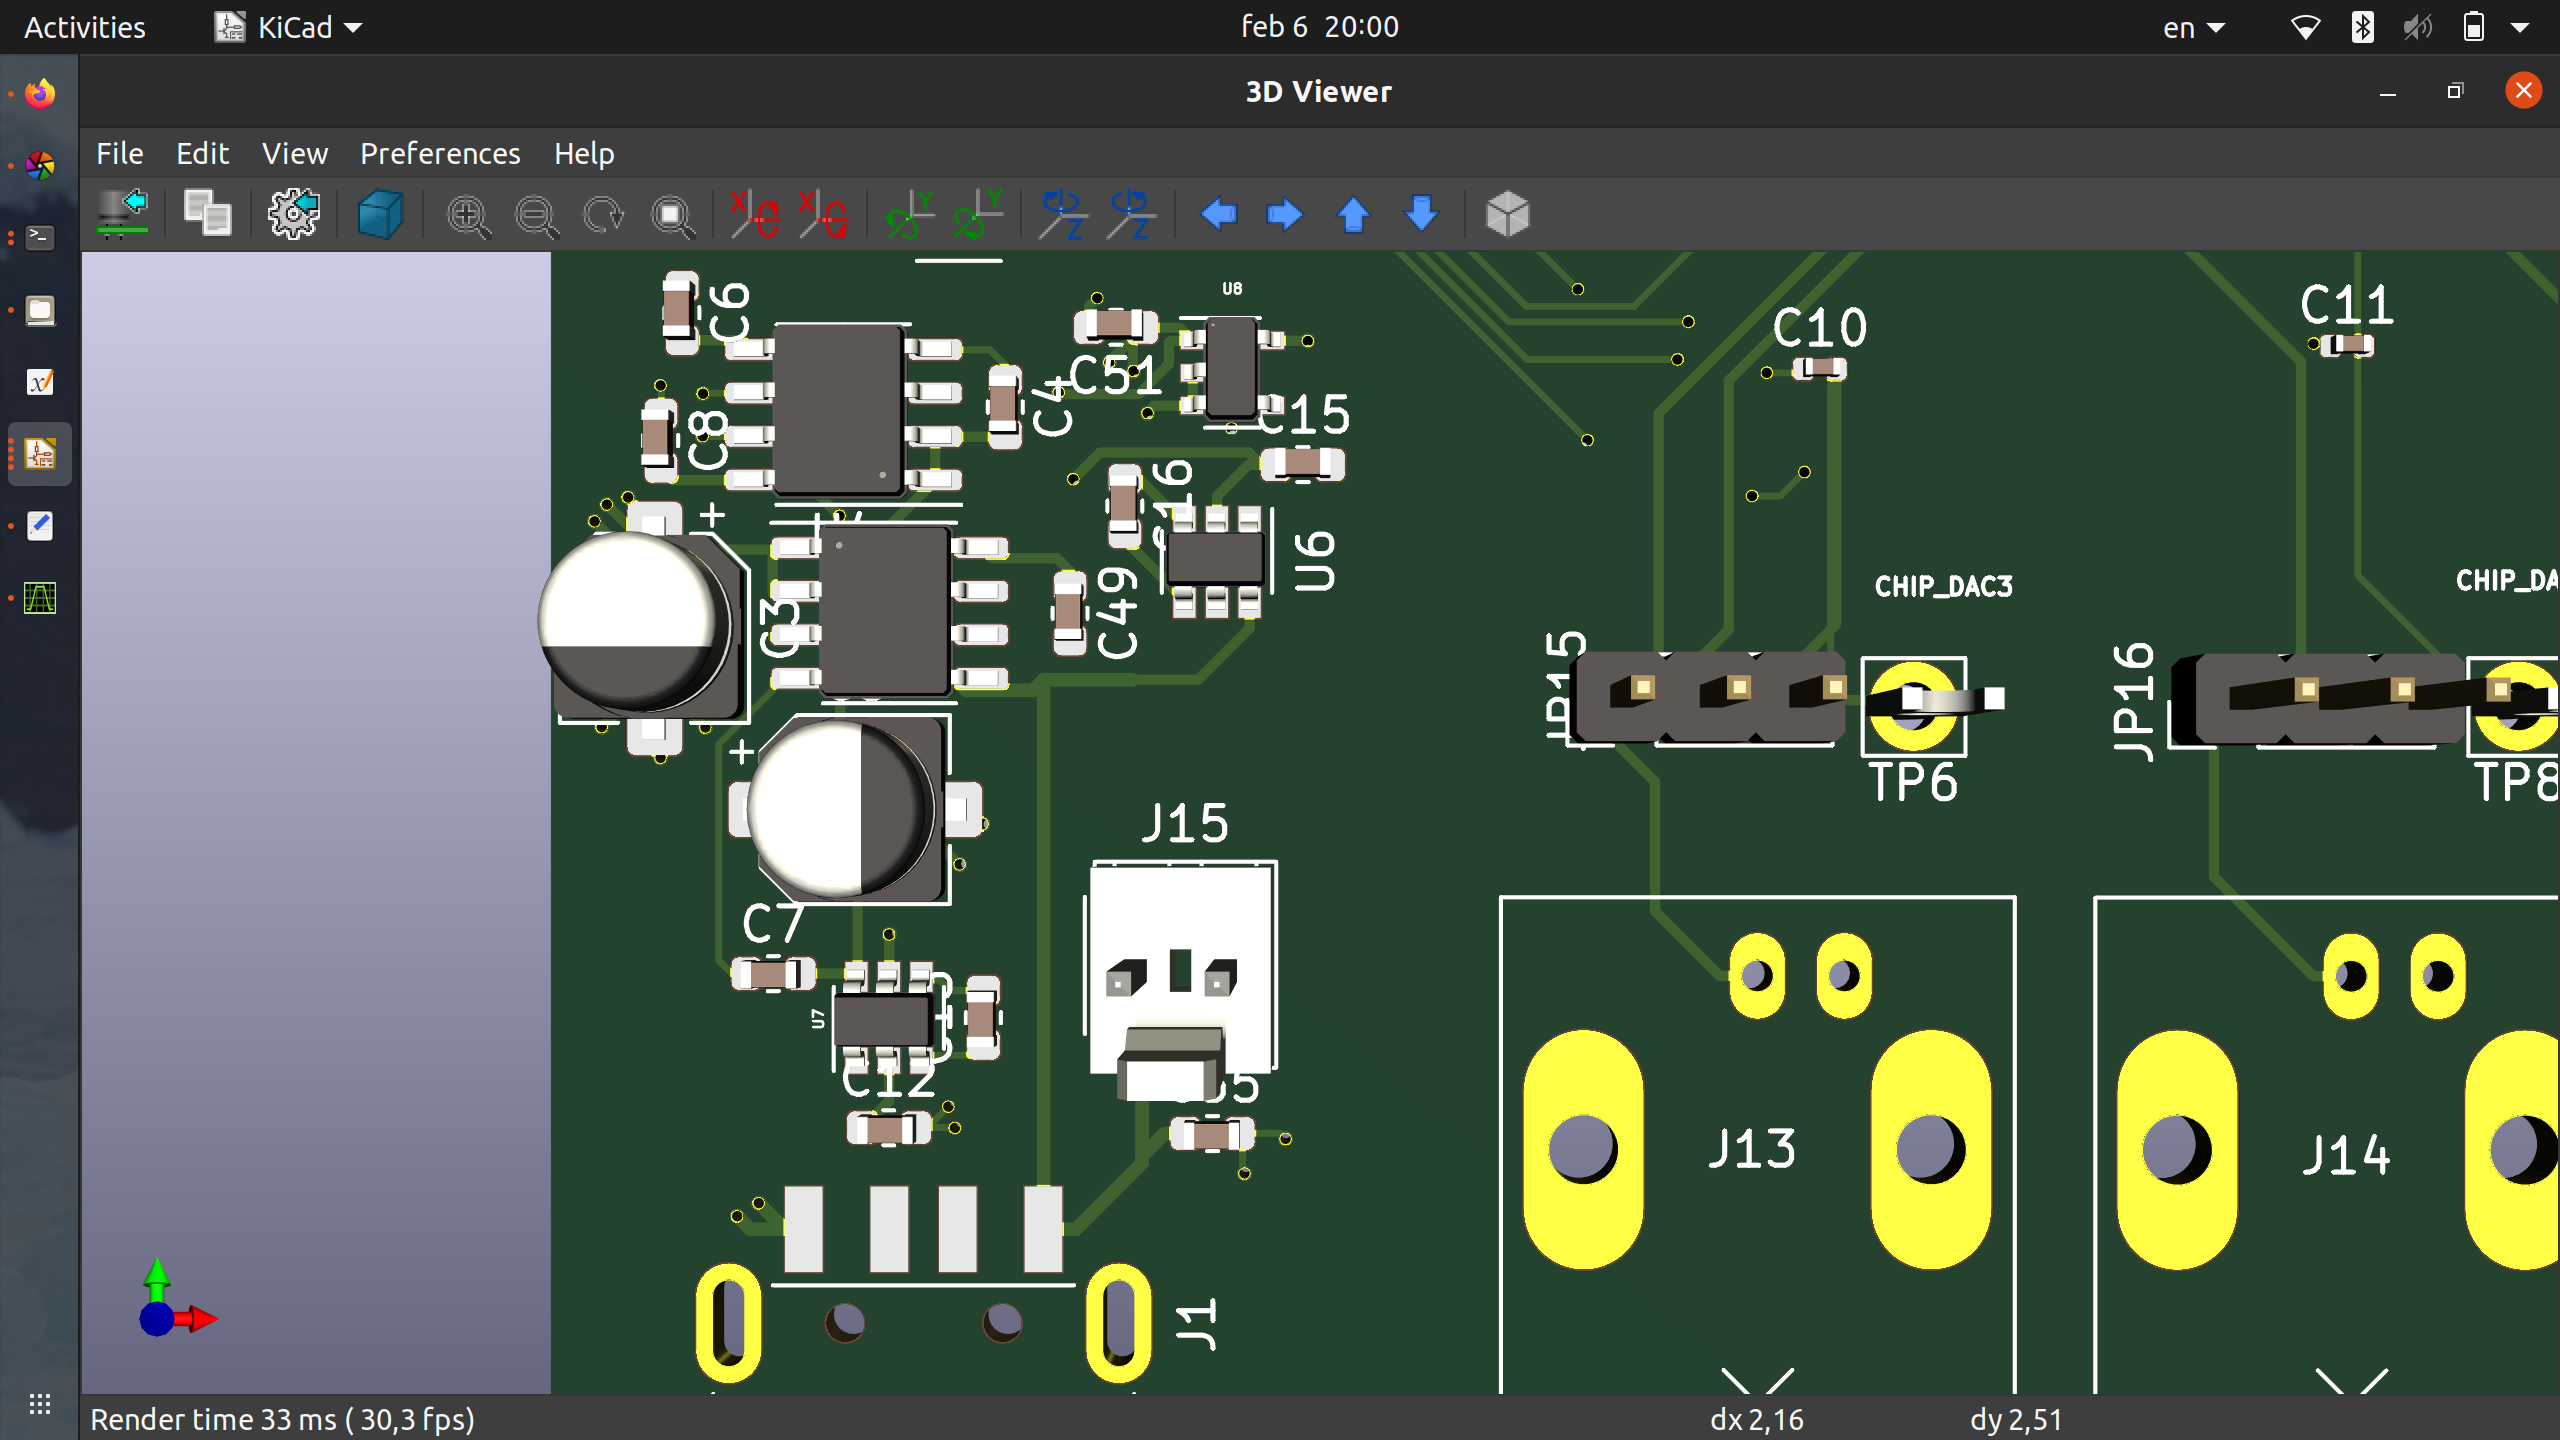 Activities KiCad feb 6 20:00 en
3D Viewer
File Edit View Preferences Help
X X Y Y Z Z
C6
U8
C11
C10
C51
C4
C15
C8
+
U6
C49
C3
CHIP_DAC3
JP15
JP16
+
TP6
TP8
J15
C7
U7
C12
J13
J14
J1
Render time 33 ms ( 30,3 fps) dx 2,16 dy 2,51